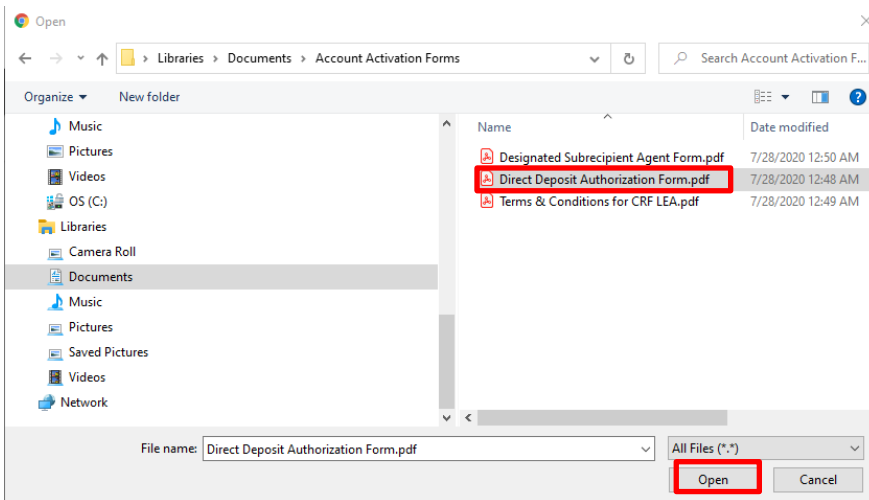 Open
Libraries > Documents > Account Activation Forms
Search Account Activation F...
Organize
New folder
Music
Pictures
Videos
OS (C:)
Libraries
Camera Roll
Documents
Music
Pictures
Saved Pictures
Videos
Network
Name Date modified
Designated Subrecipient Agent Form.pdf 7/28/2020 12:50 AM
Direct Deposit Authorization Form.pdf 7/28/2020 12:48 AM
Terms & Conditions for CRF LEA.pdf 7/28/2020 12:49 AM
File name: Direct Deposit Authorization Form.pdf All Files (*.*)
Open Cancel